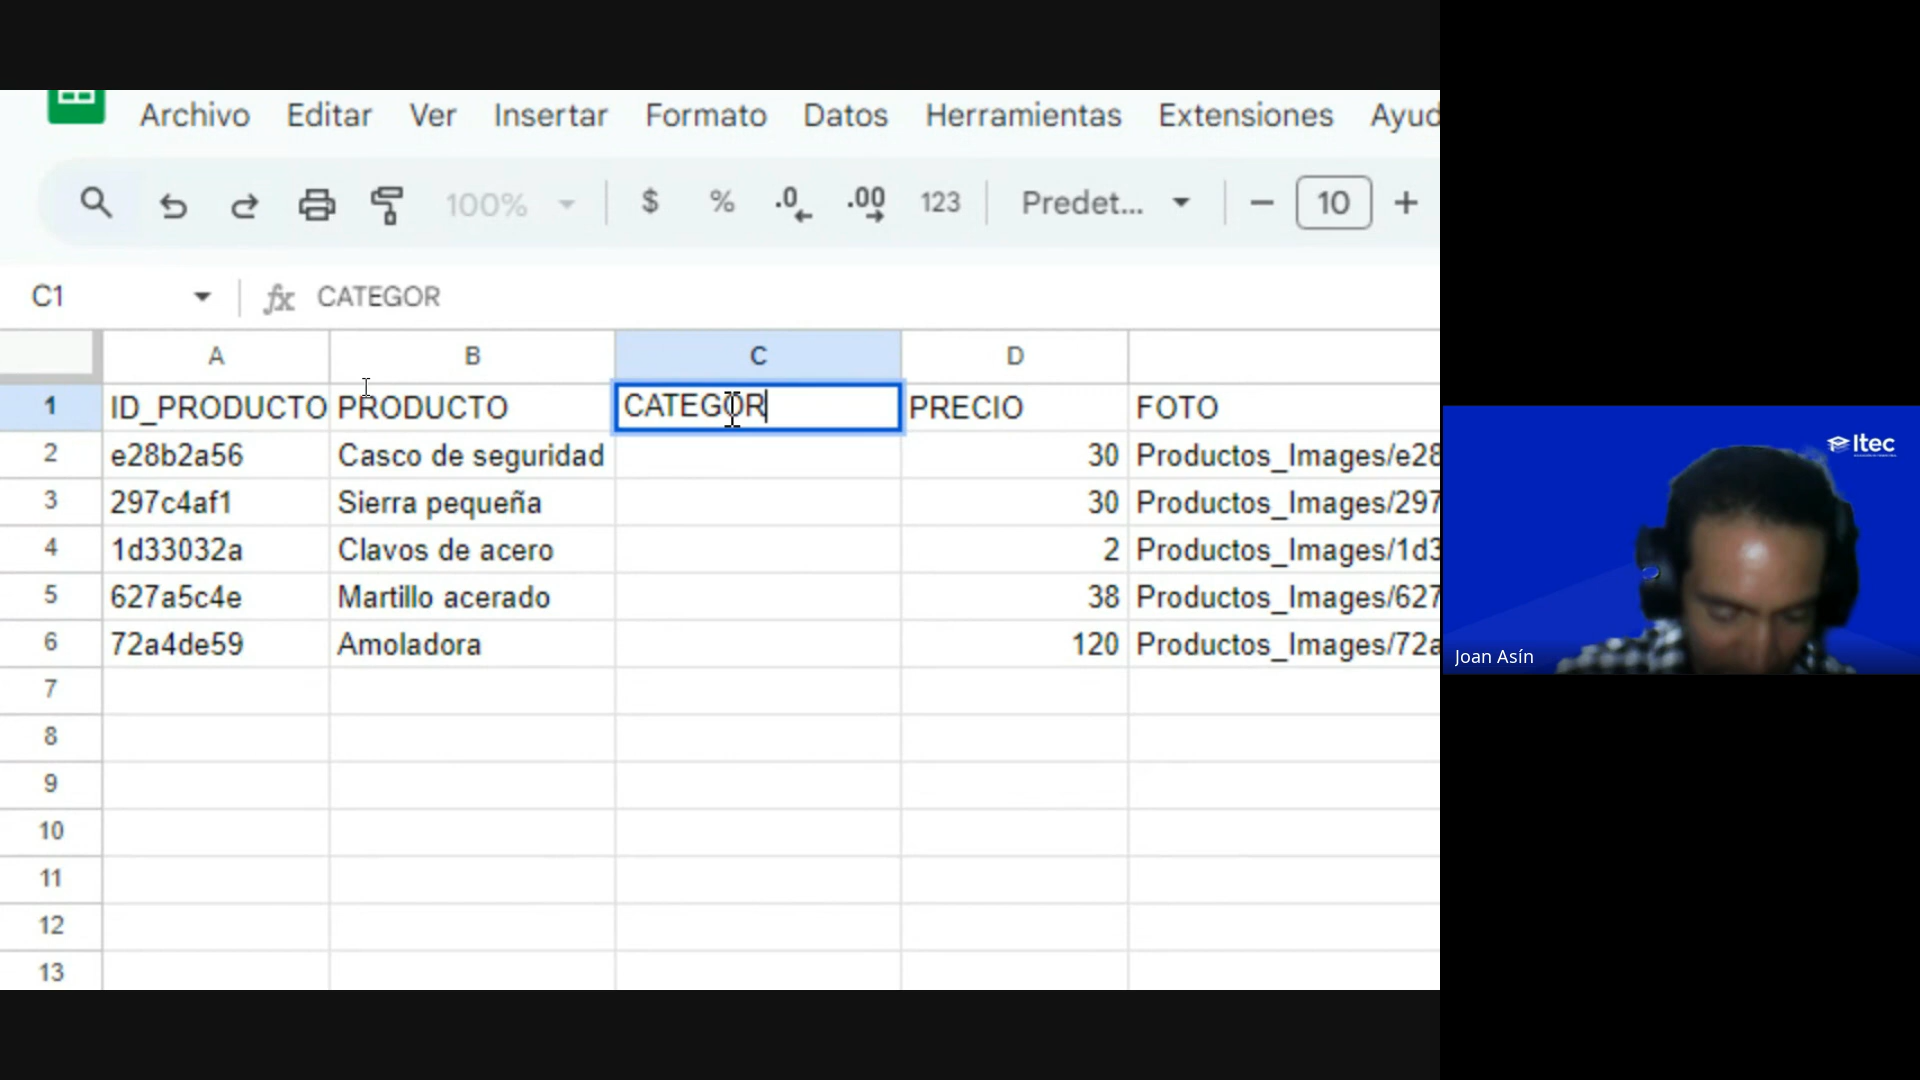 Archivo Editar Ver Insertar Formato Datos Herramientas Extensiones Ayud
100% $ % .0 .00 123 Predet... 10
C1 fx CATEGOR
A B C D
1 ID_PRODUCTO PRODUCTO CATEGOR PRECIO FOTO
2 e28b2a56 Casco de seguridad 30 Productos_Images/e28
3 297c4af1 Sierra pequeña 30 Productos_Images/297
4 1d33032a Clavos de acero 2 Productos_Images/1d3
5 627a5c4e Martillo acerado 38 Productos_Images/627
6 72a4de59 Amoladora 120 Productos_Images/72a
7
8
9
10
11
12
13
Itec
Joan Asín